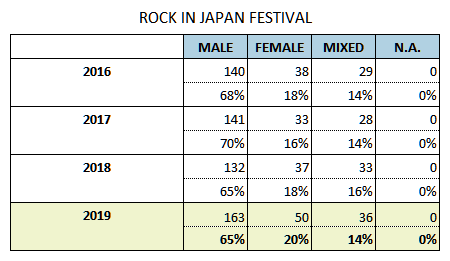 ROCK IN JAPAN FESTIVAL
MALE FEMALE MIXED N.A.
2016 140 38 29 0
68% 18% 14% 0%
2017 141 33 28 0
70% 16% 14% 0%
2018 132 37 33 0
65% 18% 16% 0%
2019 163 50 36 0
65% 20% 14% 0%